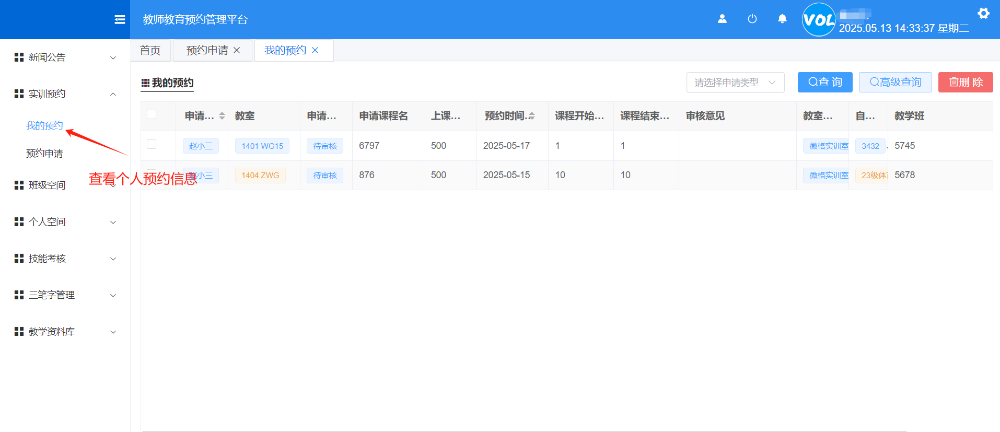 教师教育预约管理平台
VOL
2025.05.13 14:33:37 星期二
首页
预约申请
我的预约
新闻公告
实训预约
我的预约
预约申请
班级空间
个人空间
技能考核
三笔字管理
教学资料库
查看个人预约信息
我的预约
请选择申请类型
查 询
高级查询
删 除
申请... 教室 申请... 申请课程名 上课... 预约时间... 课程开始... 课程结束... 审核意见 教室... 自... 教学班
赵小三 1401 WG15 待审核 6797 500 2025-05-17 1 1 微格实训室 3432 5745
赵小三 1404 ZWG 待审核 876 500 2025-05-15 10 10 微格实训室 23级体 5678